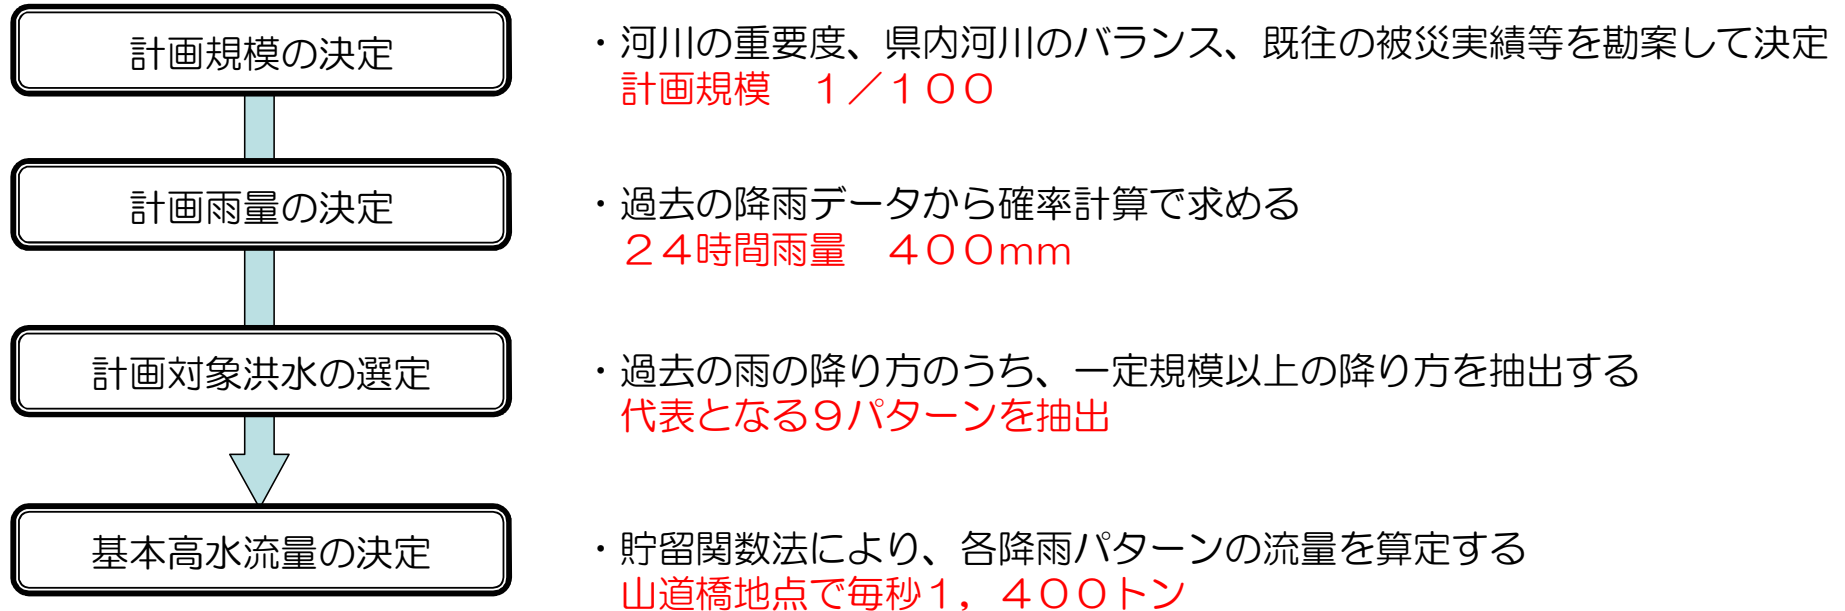 計画規模の決定
・河川の重要度、県内河川のバランス、既往の被災実績等を勘案して決定
計画規模　１／１００
計画雨量の決定
・過去の降雨データから確率計算で求める
２４時間雨量　４００mm
計画対象洪水の選定
・過去の雨の降り方のうち、一定規模以上の降り方を抽出する
代表となる９パターンを抽出
基本高水流量の決定
・貯留関数法により、各降雨パターンの流量を算定する
山道橋地点で毎秒１，４００トン